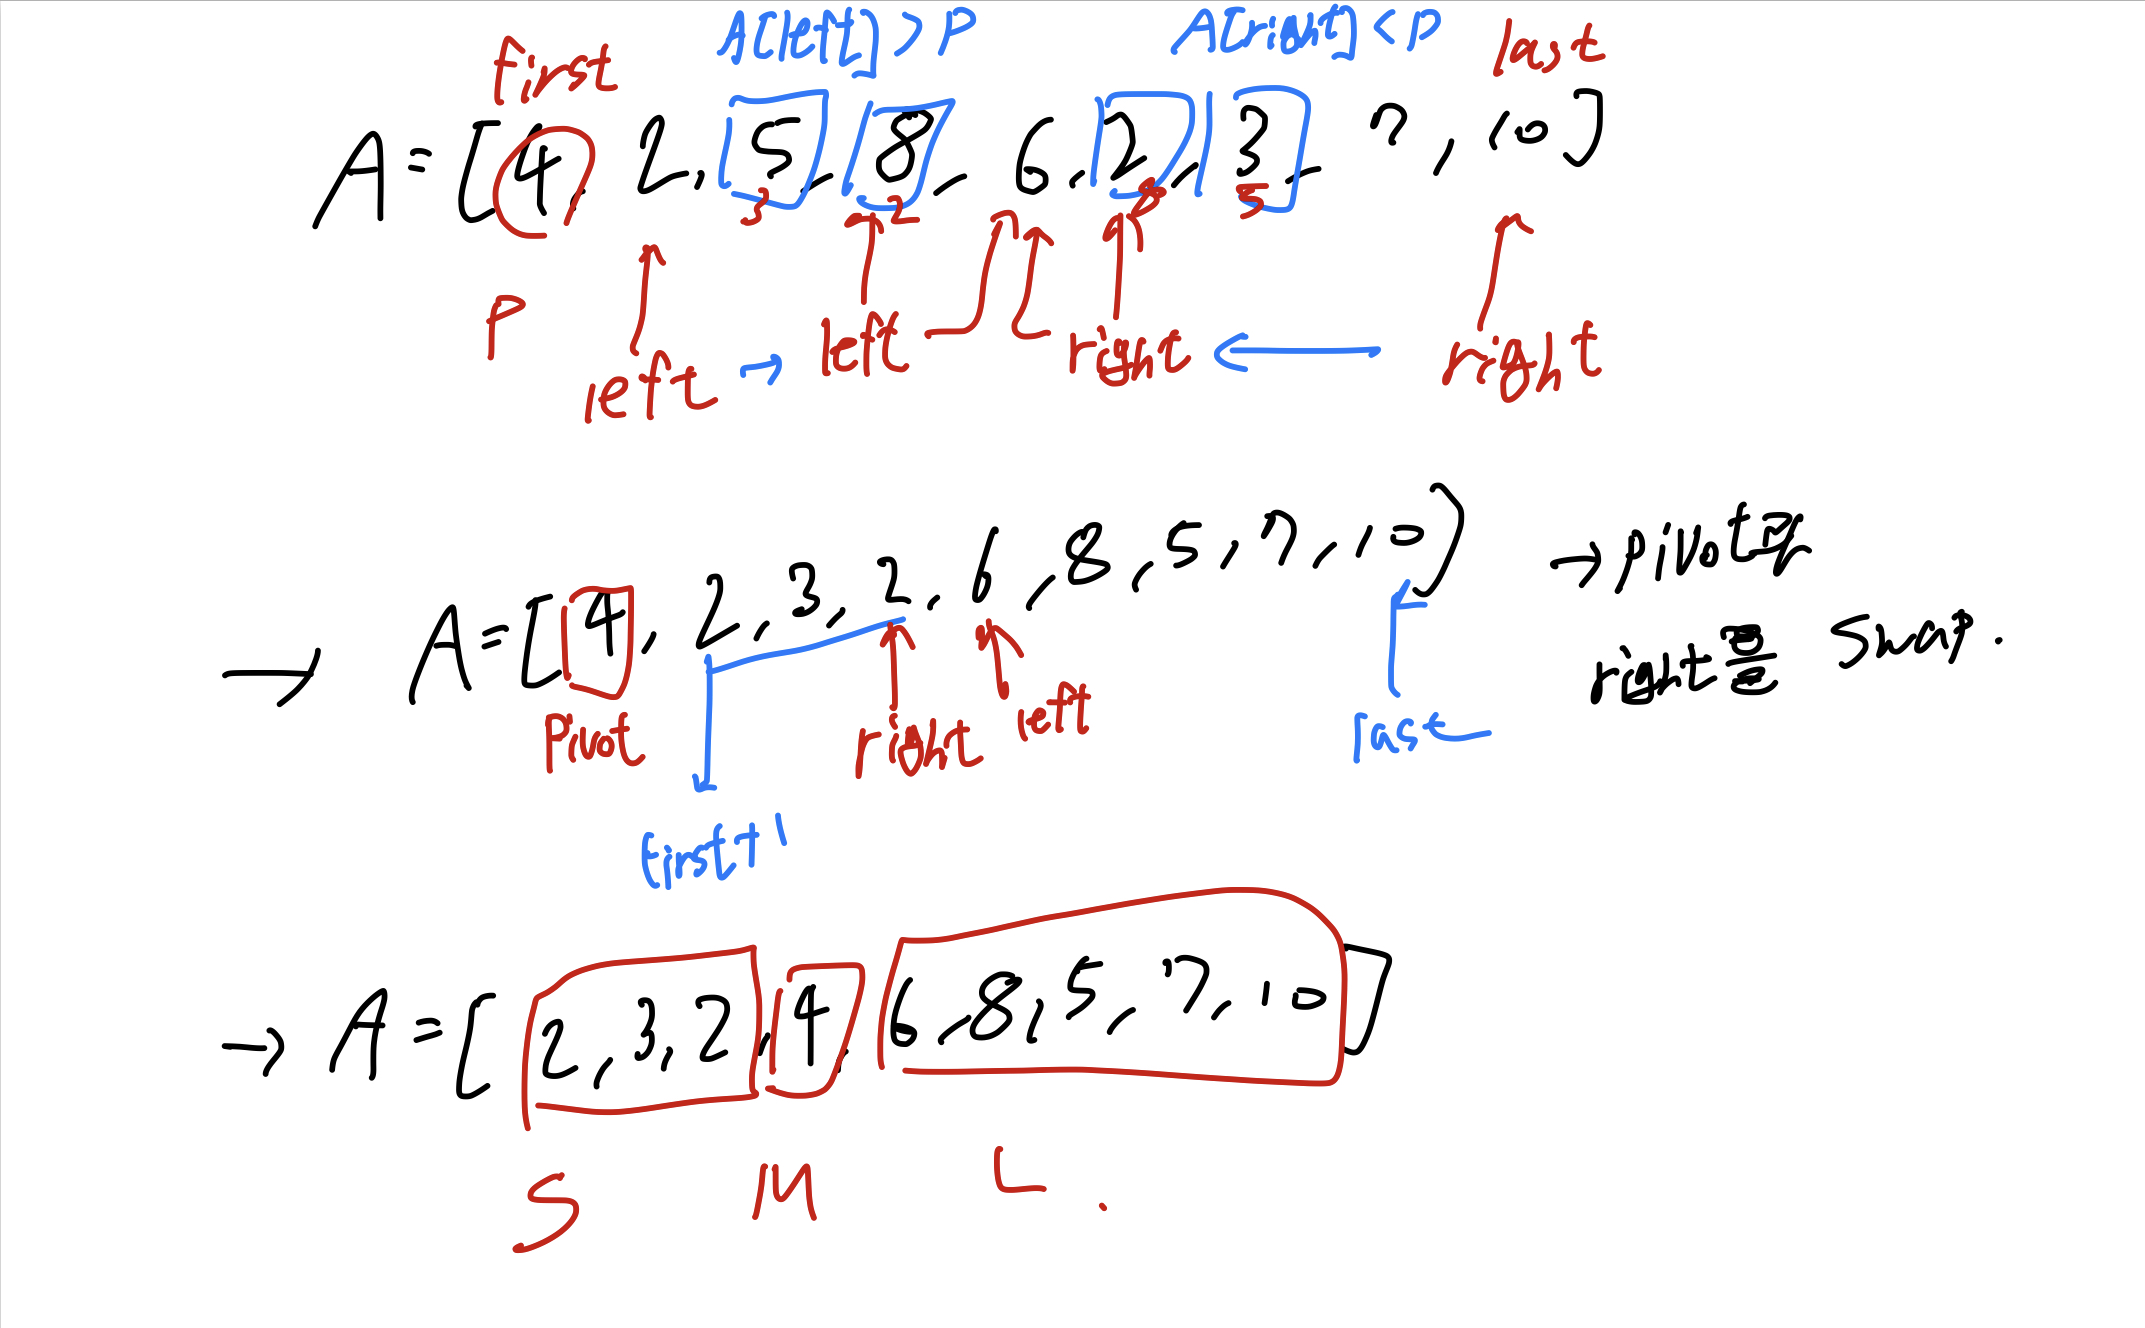 A[left] > P A[right] < P
first last
A = [4, 2, 5, 8, 6, 2, 3, 7, 10]
3 2 8 5
P
left → left right ← right
→ A = [4, 2, 3, 2, 6, 8, 5, 7, 10] → pivot과
right를 swap.
pivot right left last
first+1
→ A = [2, 3, 2, 4, 6, 8, 5, 7, 10]
S M L.